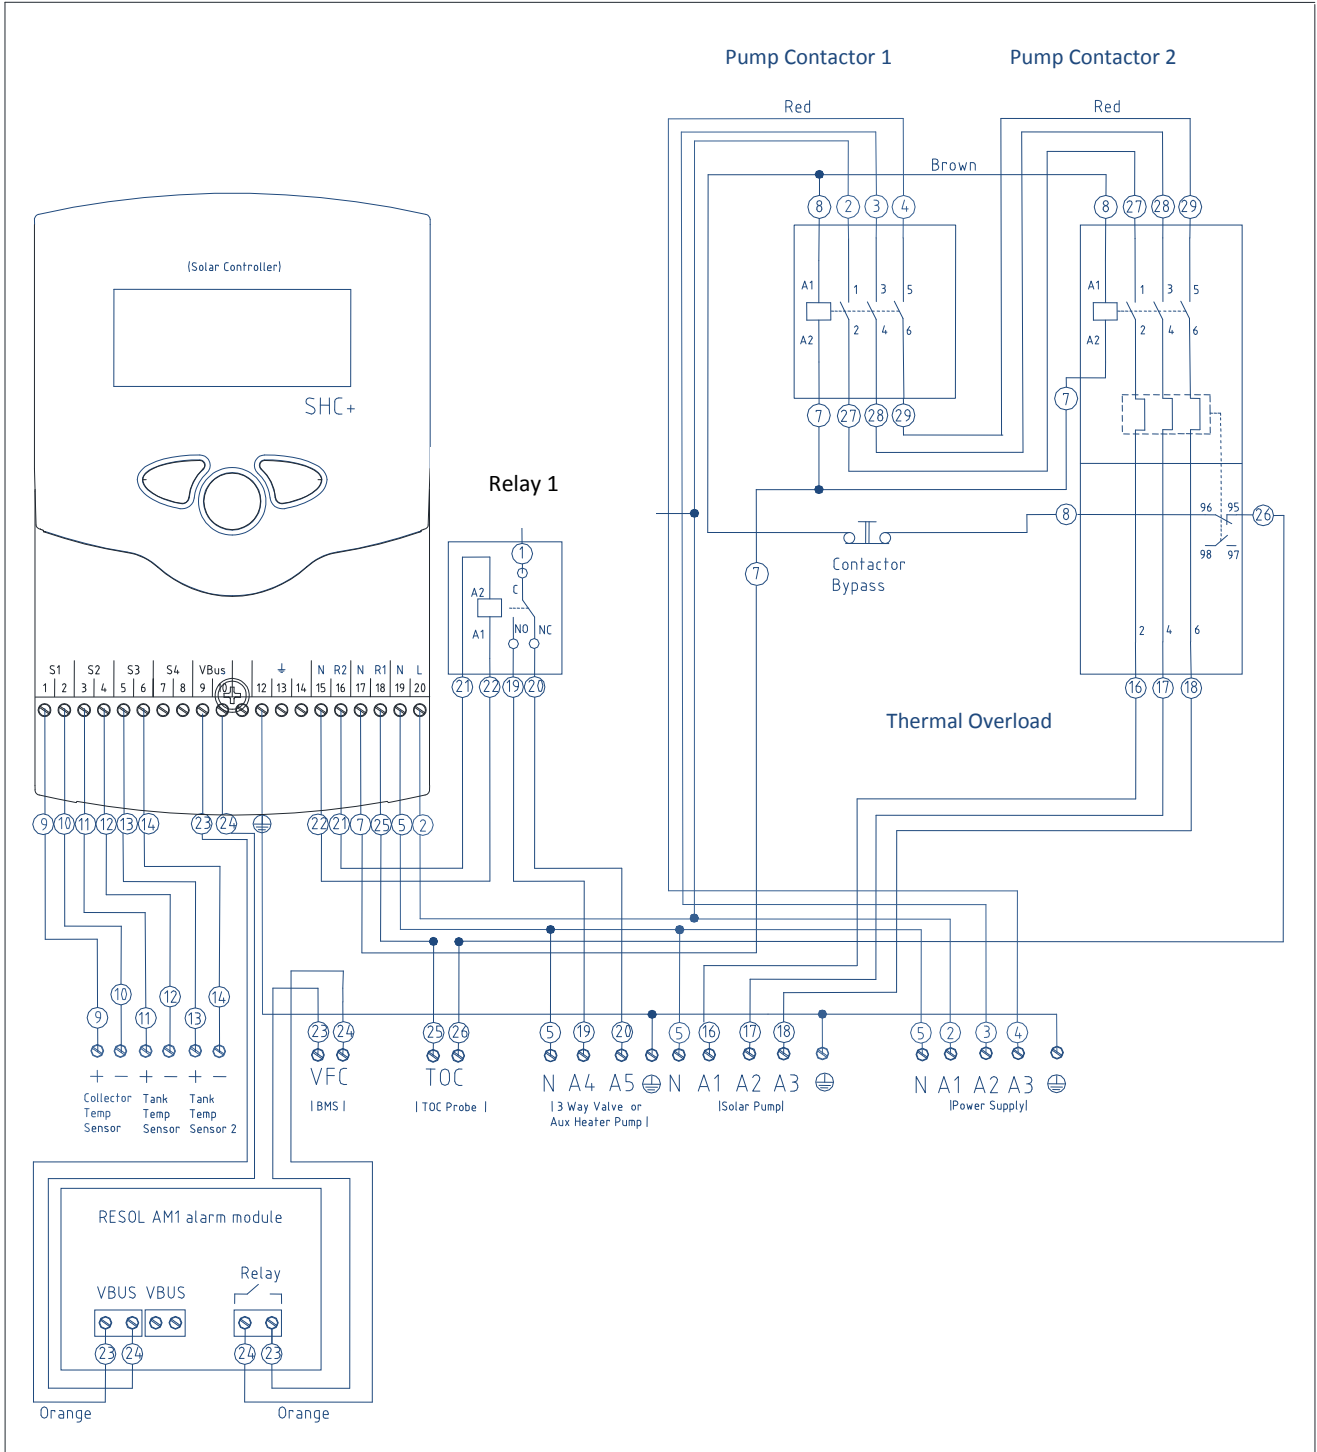 Pump Contactor 1 Pump Contactor 2
Red Red
Brown
8 2 3 4 8 27 28 29
(Solar Controller)
A1 1 3 5 A1 1 3 5
A2 2 4 6 A2 2 4 6
SHC+
7 27 28 29 7
Relay 1
8 96 95 26
98 97
1
Contactor
Bypass
7
C
A2
A1
NO NC
2 4 6
S1 S2 S3 S4 VBus N R2 N R1 N L
1 2 3 4 5 6 7 8 9 10 12 13 14 15 16 17 18 19 20
21 22 19 20
16 17 18
Thermal Overload
9 10 11 12 13 14 23 24 22 21 7 25 5 2
10 12 14
9 11 13
23 24 25 26 5 19 20 5 16 17 18 5 2 3 4
+ − + − + −
VFC TOC N A4 A5 N A1 A2 A3 N A1 A2 A3
Collector Tank Tank
Temp Temp Temp
Sensor Sensor Sensor 2
| BMS | | TOC Probe | | 3 Way Valve or |Solar Pump| |Power Supply|
Aux Heater Pump |
RESOL AM1 alarm module
Relay
VBUS VBUS
23 24 24 23
Orange Orange